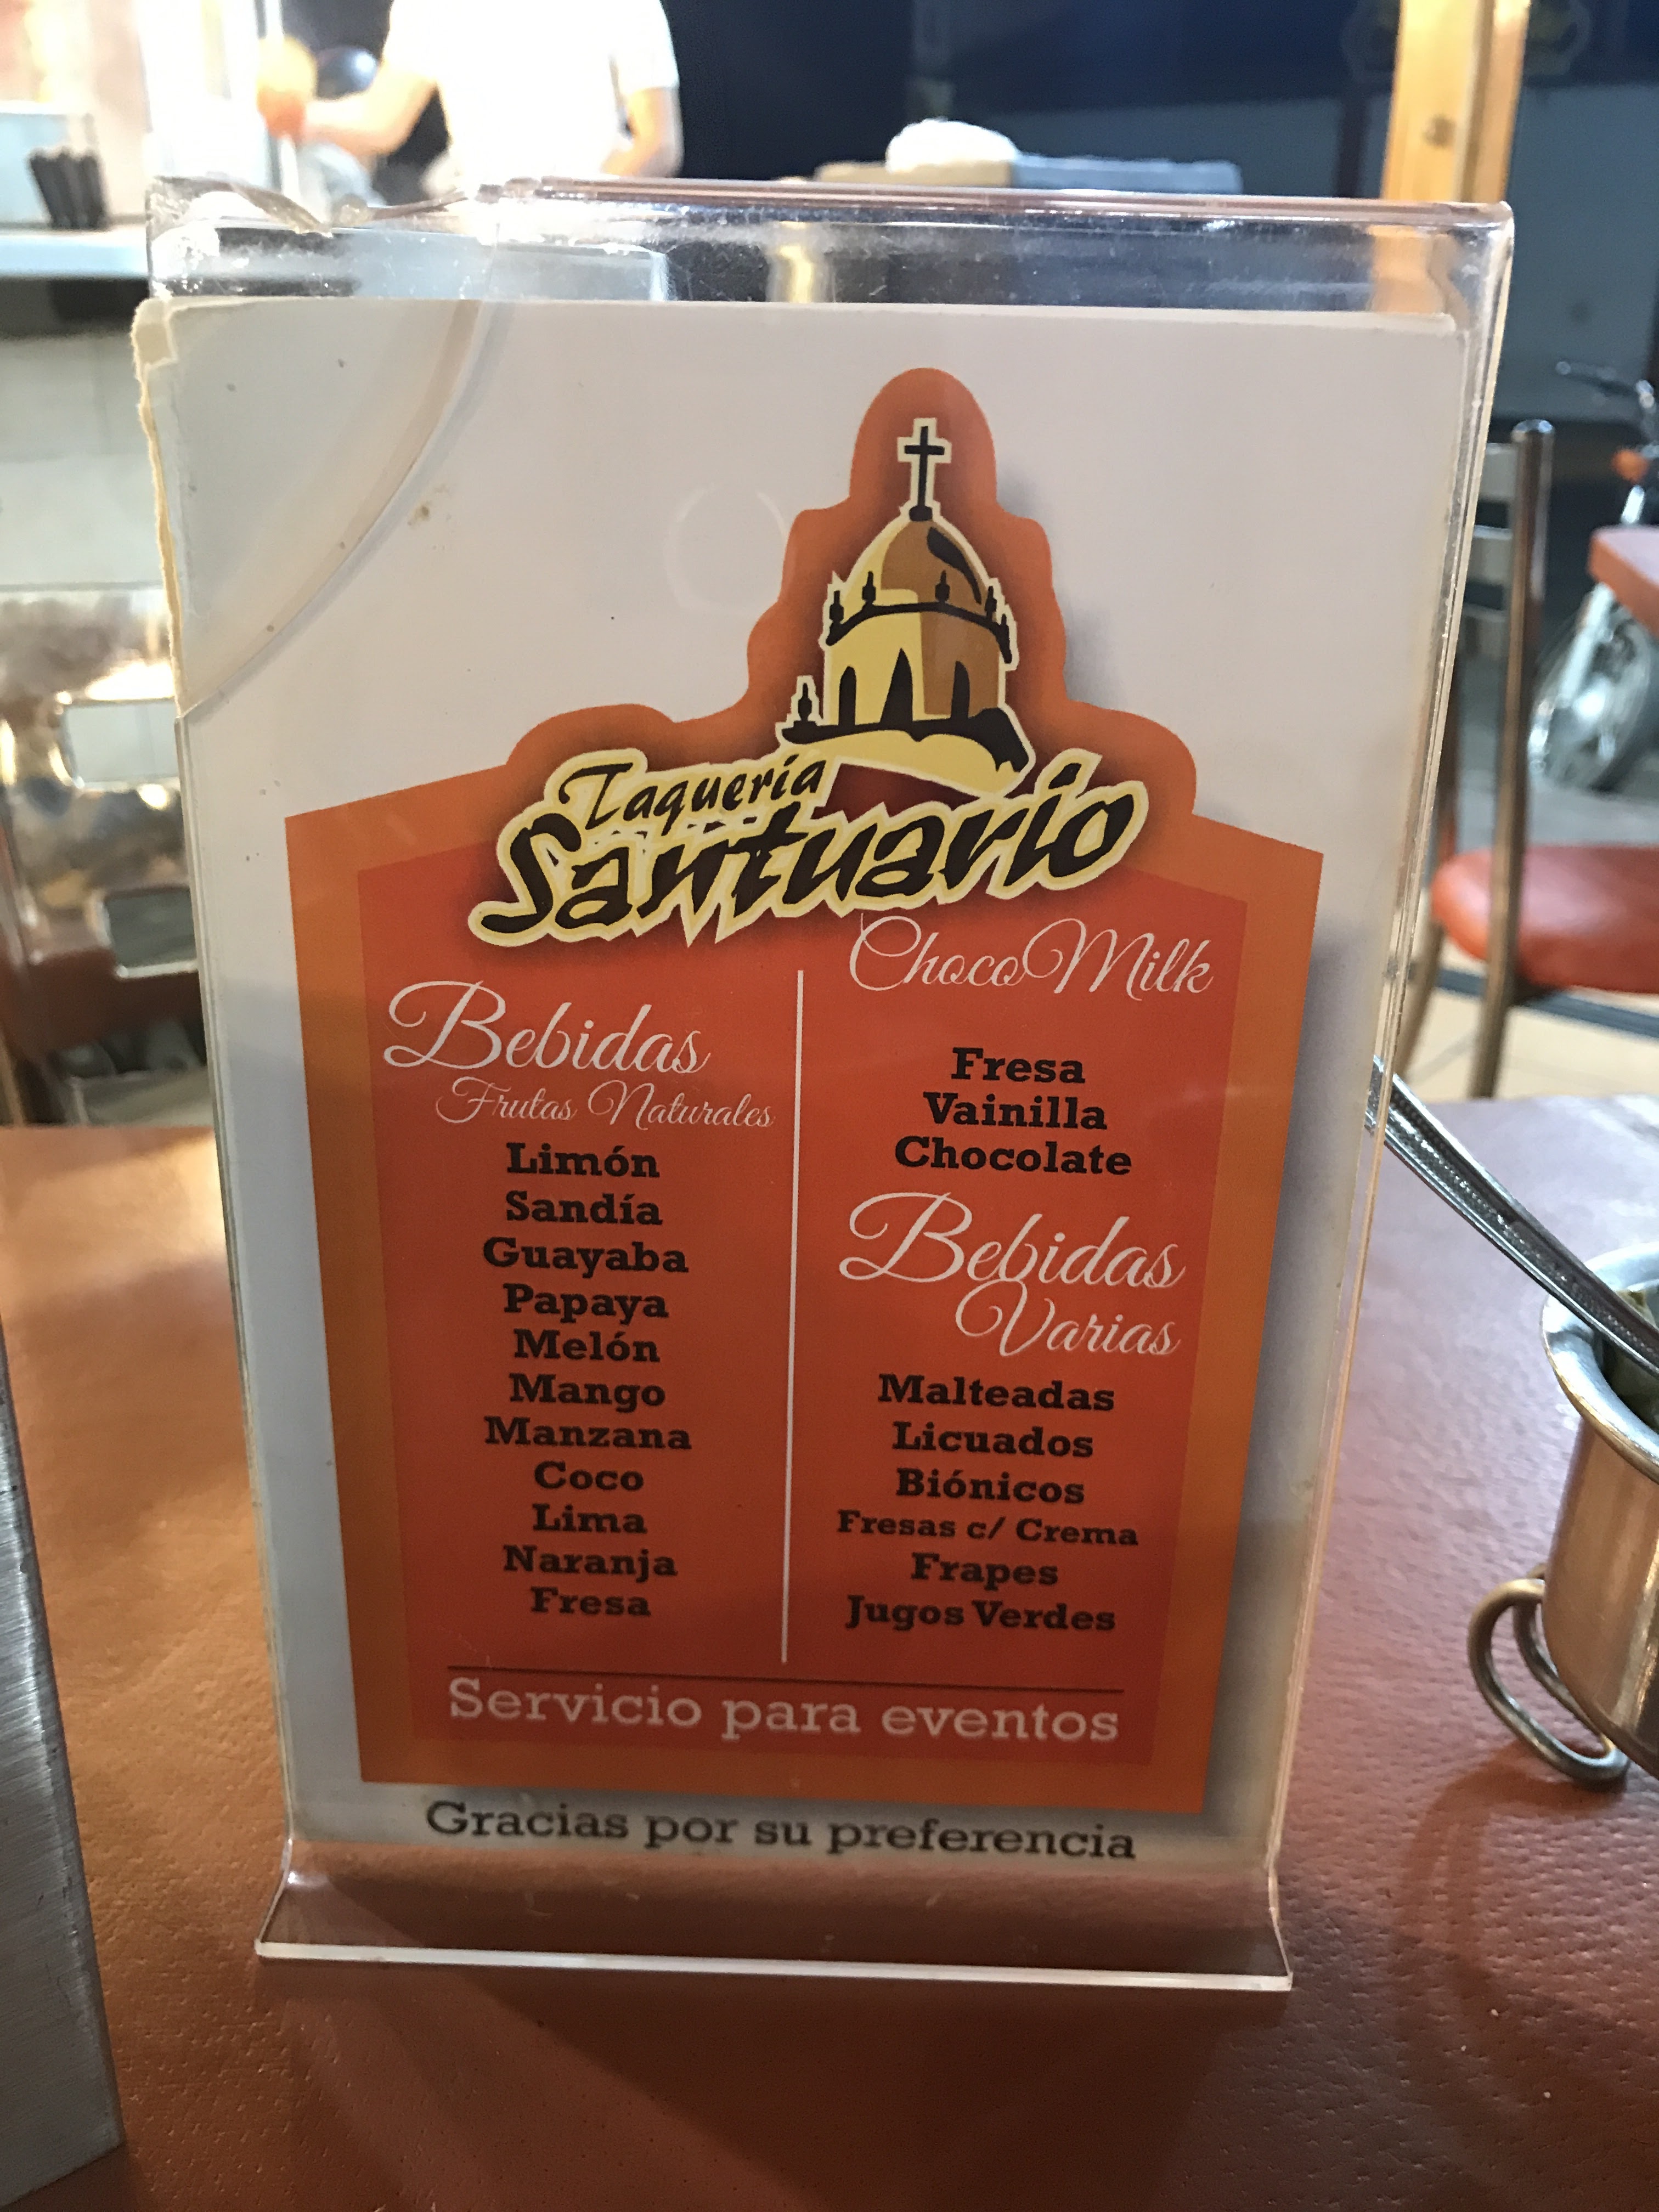 Taquería
Santuario
Bebidas
Frutas Naturales
Limón
Sandía
Guayaba
Papaya
Melón
Mango
Manzana
Coco
Lima
Naranja
Fresa
ChocoMilk
Fresa
Vainilla
Chocolate
Bebidas
Varias
Malteadas
Licuados
Biónicos
Fresas c/ Crema
Frapes
Jugos Verdes
Servicio para eventos
Gracias por su preferencia